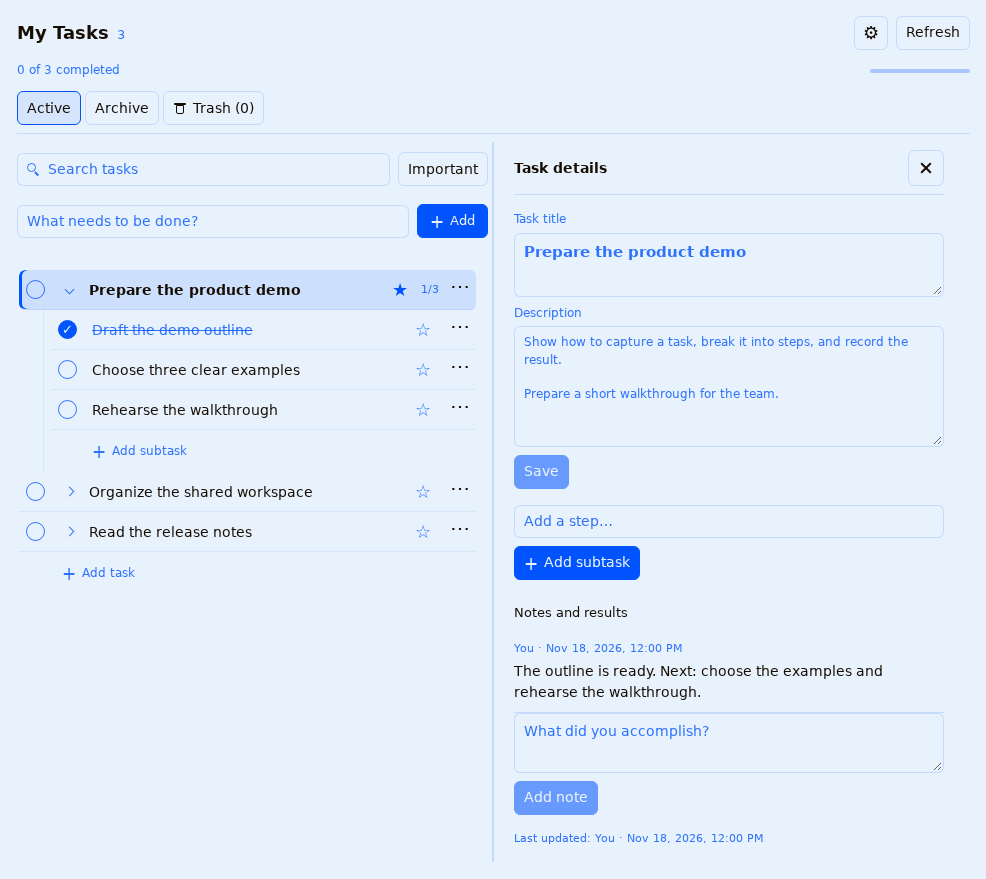 My Tasks 3
Refresh
0 of 3 completed
Active
Archive
Trash (0)
Search tasks
Important
What needs to be done?
+ Add
Prepare the product demo
1/3
Draft the demo outline
Choose three clear examples
Rehearse the walkthrough
+ Add subtask
Organize the shared workspace
Read the release notes
+ Add task
Task details
Task title
Prepare the product demo
Description
Show how to capture a task, break it into steps, and record the
result.
Prepare a short walkthrough for the team.
Save
Add a step...
+ Add subtask
Notes and results
You · Nov 18, 2026, 12:00 PM
The outline is ready. Next: choose the examples and
rehearse the walkthrough.
What did you accomplish?
Add note
Last updated: You · Nov 18, 2026, 12:00 PM